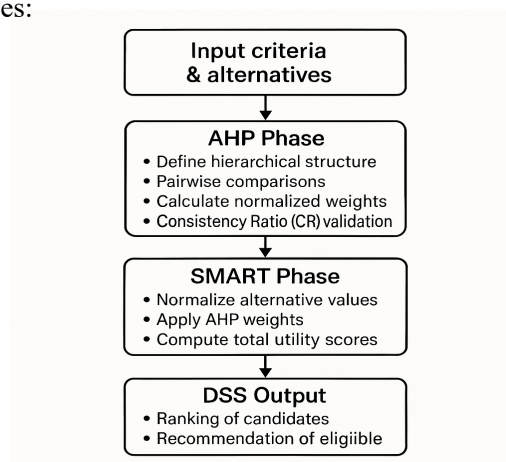 es:
Input criteria
& alternatives
AHP Phase
• Define hierarchical structure
• Pairwise comparisons
• Calculate normalized weights
• Consistency Ratio (CR) validation
SMART Phase
• Normalize alternative values
• Apply AHP weights
• Compute total utility scores
DSS Output
• Ranking of candidates
• Recommendation of eligiible